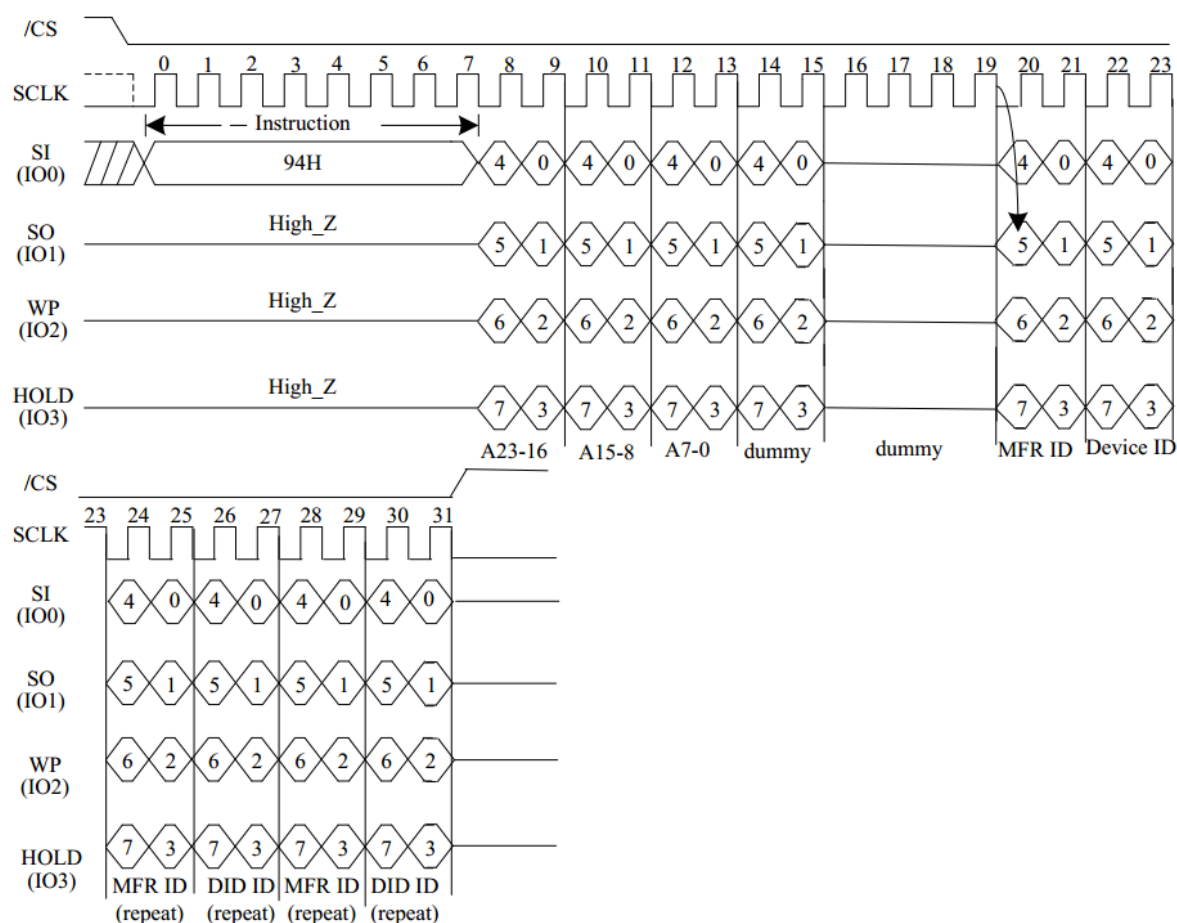 /CS
0 1 2 3 4 5 6 7 8 9 10 11 12 13 14 15 16 17 18 19 20 21 22 23
SCLK
Instruction
SI
(IO0)
94H
4 0 4 0 4 0 4 0 4 0 4 0
SO
(IO1)
High_Z
5 1 5 1 5 1 5 1 5 1 5 1
WP
(IO2)
High_Z
6 2 6 2 6 2 6 2 6 2 6 2
HOLD
(IO3)
High_Z
7 3 7 3 7 3 7 3 7 3 7 3
A23-16 A15-8 A7-0 dummy dummy MFR ID Device ID
/CS
23 24 25 26 27 28 29 30 31
SCLK
SI
(IO0)
4 0 4 0 4 0 4 0
SO
(IO1)
5 1 5 1 5 1 5 1
WP
(IO2)
6 2 6 2 6 2 6 2
HOLD
(IO3)
7 3 7 3 7 3 7 3
MFR ID DID ID MFR ID DID ID
(repeat) (repeat) (repeat) (repeat)